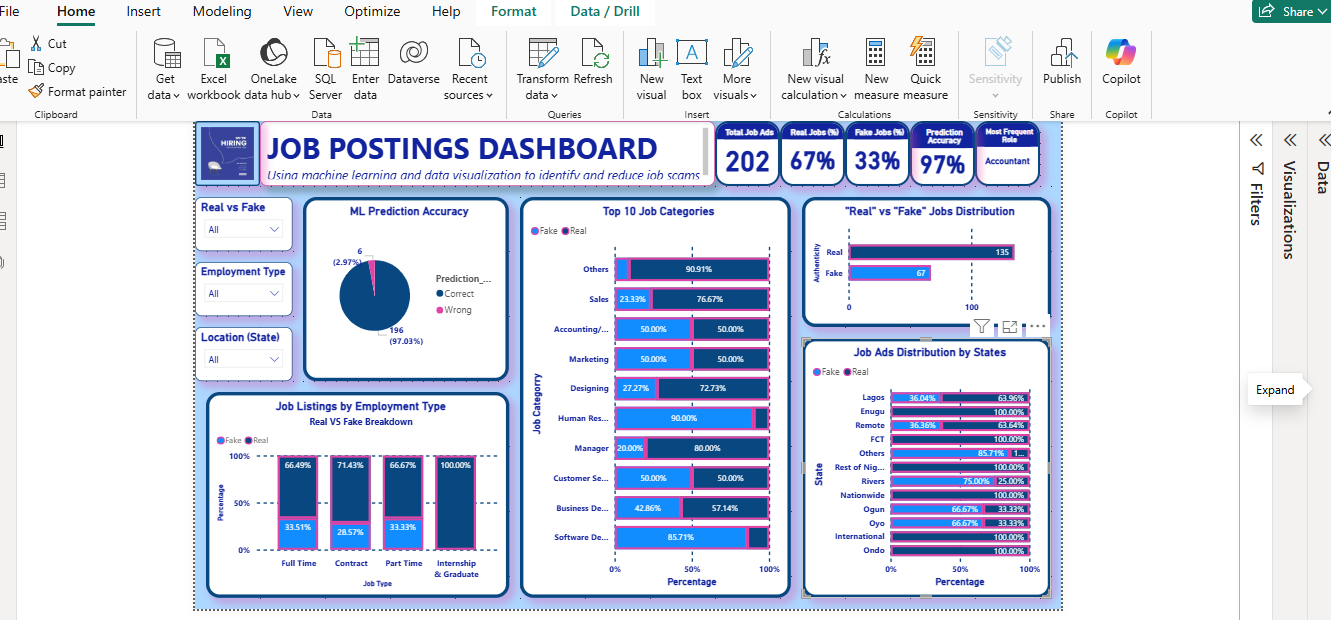 File Home Insert Modeling View Optimize Help Format Data / Drill Share
Cut
Copy
Format painter
Clipboard
Get data
Excel workbook
OneLake data hub
SQL Server
Enter data
Dataverse
Recent sources
Data
Transform data
Refresh
Queries
New visual
Text box
More visuals
Insert
New visual calculation
New measure
Quick measure
Calculations
Sensitivity
Sensitivity
Publish
Share
Copilot
Copilot
HIRING
JOB POSTINGS DASHBOARD
Using machine learning and data visualization to identify and reduce job scams
Total Job Ads
202
Real Jobs (%)
67%
Fake Jobs (%)
33%
Prediction Accuracy
97%
Most Frequent Role
Accountant
Real vs Fake
All
Employment Type
All
Location (State)
All
ML Prediction Accuracy
6
(2.97%)
196
(97.03%)
Prediction_...
Correct
Wrong
Job Listings by Employment Type
Real VS Fake Breakdown
Fake Real
Percentage
100%
50%
0%
66.49% 71.43% 66.67% 100.00%
33.51% 28.57% 33.33%
Full Time Contract Part Time Internship & Graduate
Job Type
Top 10 Job Categories
Fake Real
Job Categorry
Others 90.91%
Sales 23.33% 76.67%
Accounting/... 50.00% 50.00%
Marketing 50.00% 50.00%
Designing 27.27% 72.73%
Human Res... 90.00%
Manager 20.00% 80.00%
Customer Se... 50.00% 50.00%
Business De... 42.86% 57.14%
Software De... 85.71%
0% 50% 100%
Percentage
"Real" vs "Fake" Jobs Distribution
Authenticity
Real 135
Fake 67
0 100
Job Ads Distribution by States
Fake Real
State
Lagos 36.04% 63.96%
Enugu 100.00%
Remote 36.36% 63.64%
FCT 100.00%
Others 85.71% 1...
Rest of Nig... 100.00%
Rivers 75.00% 25.00%
Nationwide 100.00%
Ogun 66.67% 33.33%
Oyo 66.67% 33.33%
International 100.00%
Ondo 100.00%
0% 50% 100%
Percentage
Filters
Visualizations
Data
Expand